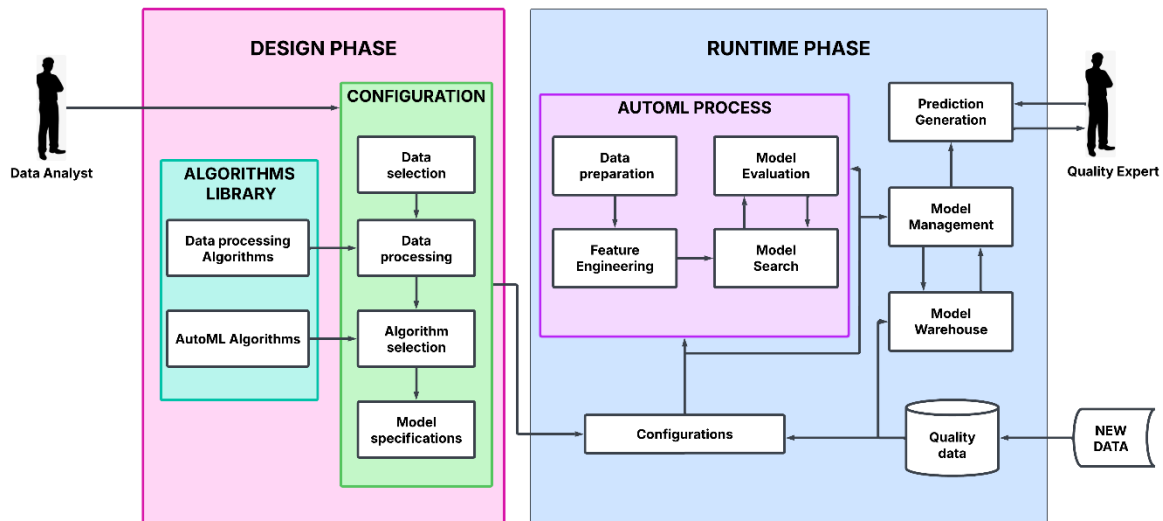 DESIGN PHASE
RUNTIME PHASE
Data Analyst
CONFIGURATION
Data
selection
Data
processing
Algorithm
selection
Model
specifications
ALGORITHMS
LIBRARY
Data processing
Algorithms
AutoML Algorithms
AUTOML PROCESS
Data
preparation
Model
Evaluation
Feature
Engineering
Model
Search
Prediction
Generation
Quality Expert
Model
Management
Model
Warehouse
Configurations
Quality
data
NEW
DATA